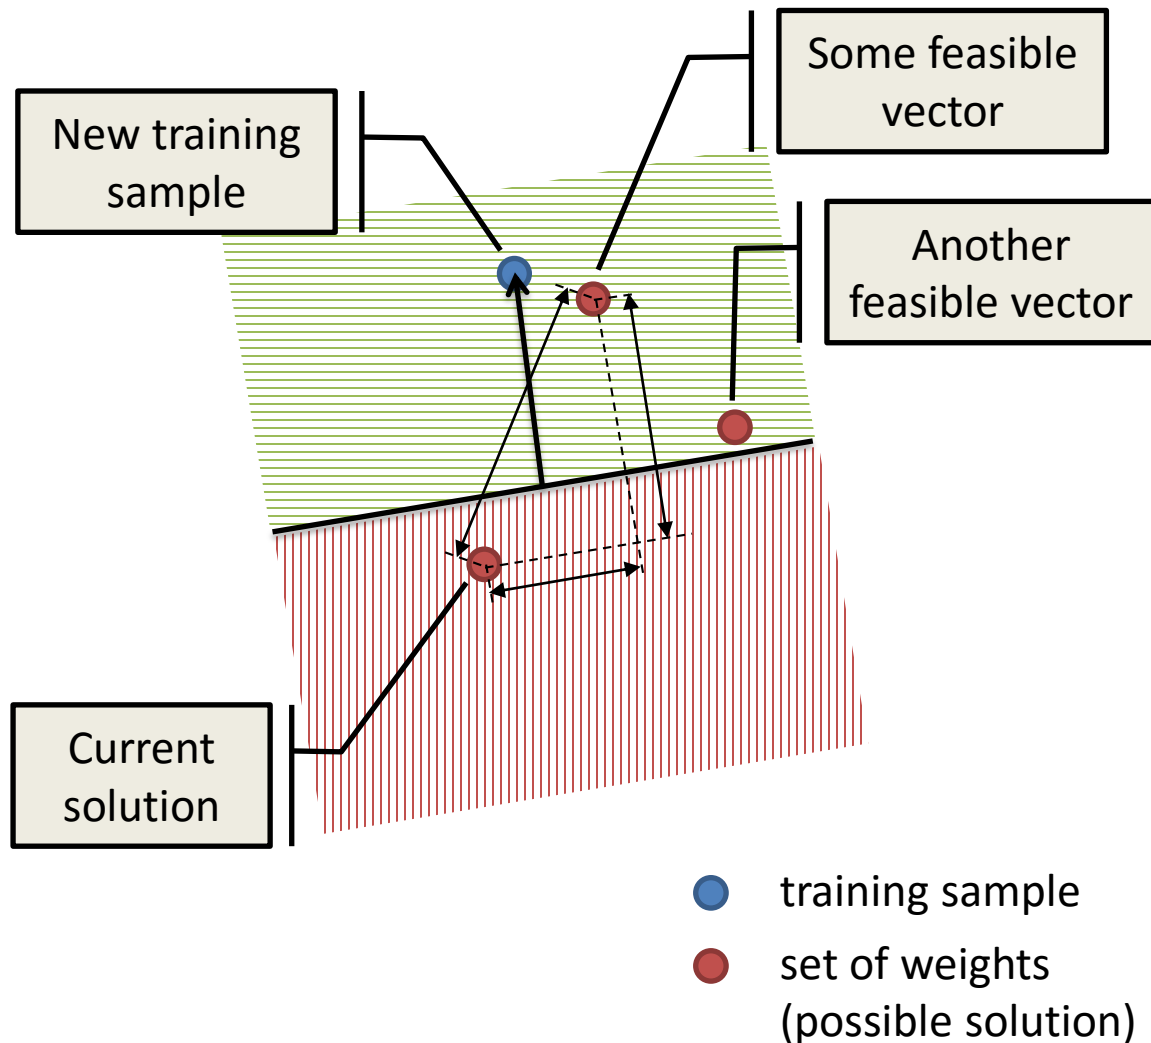 Some feasible
vector
New training
sample
Another
feasible vector
Current
solution
training sample
set of weights
(possible solution)